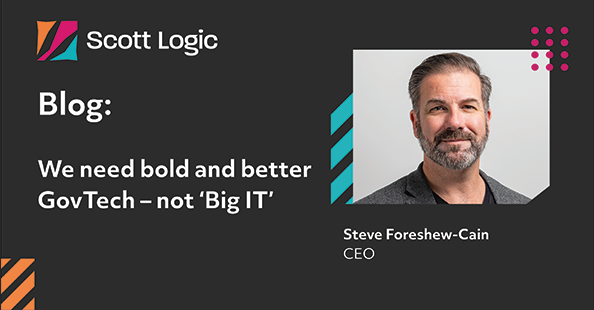 Scott Logic
Blog:
We need bold and better
GovTech – not ‘Big IT’
Steve Foreshew-Cain
CEO